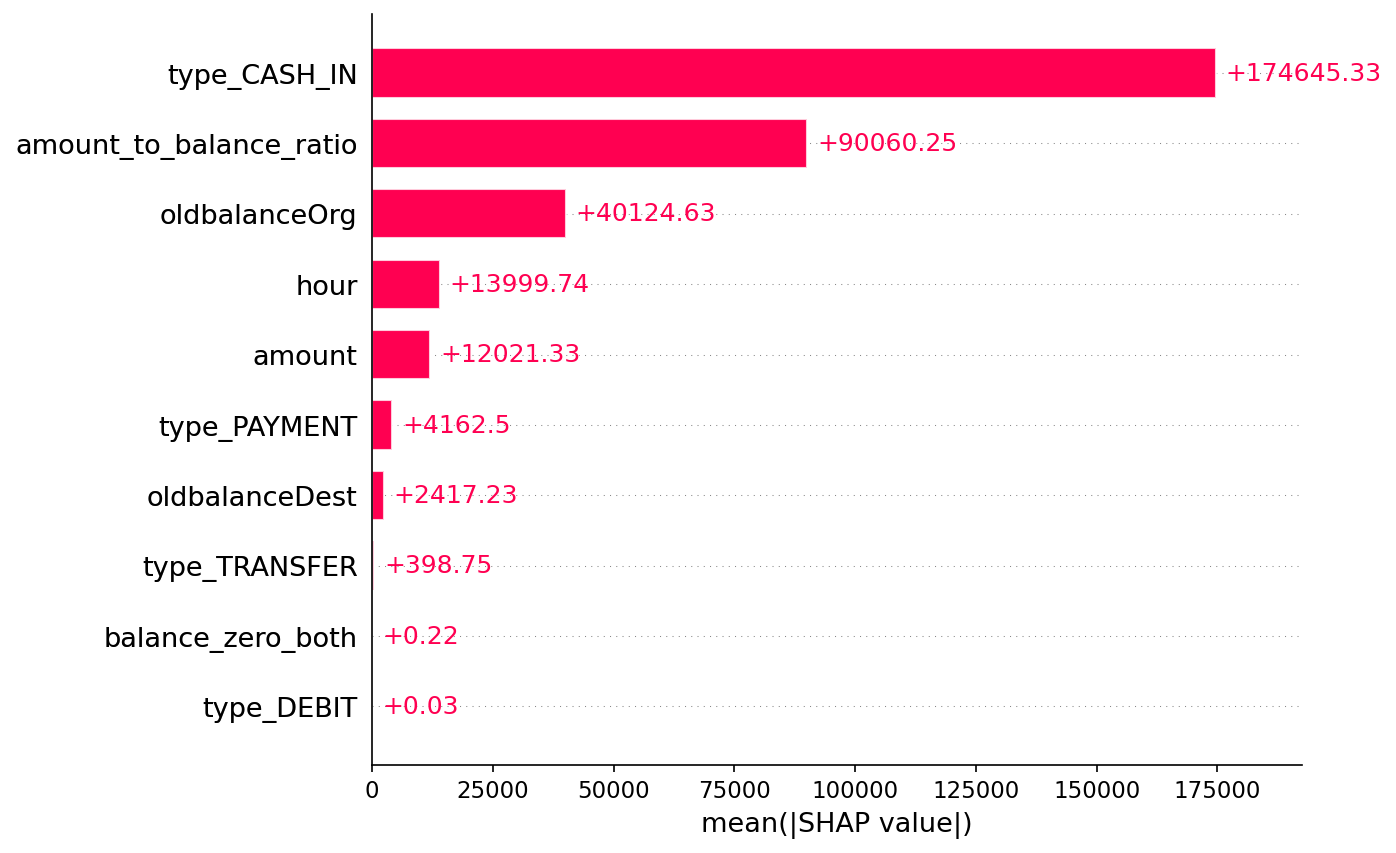 type_CASH_IN +174645.33
amount_to_balance_ratio +90060.25
oldbalanceOrg +40124.63
hour +13999.74
amount +12021.33
type_PAYMENT +4162.5
oldbalanceDest +2417.23
type_TRANSFER +398.75
balance_zero_both +0.22
type_DEBIT +0.03
0 25000 50000 75000 100000 125000 150000 175000
mean(|SHAP value|)